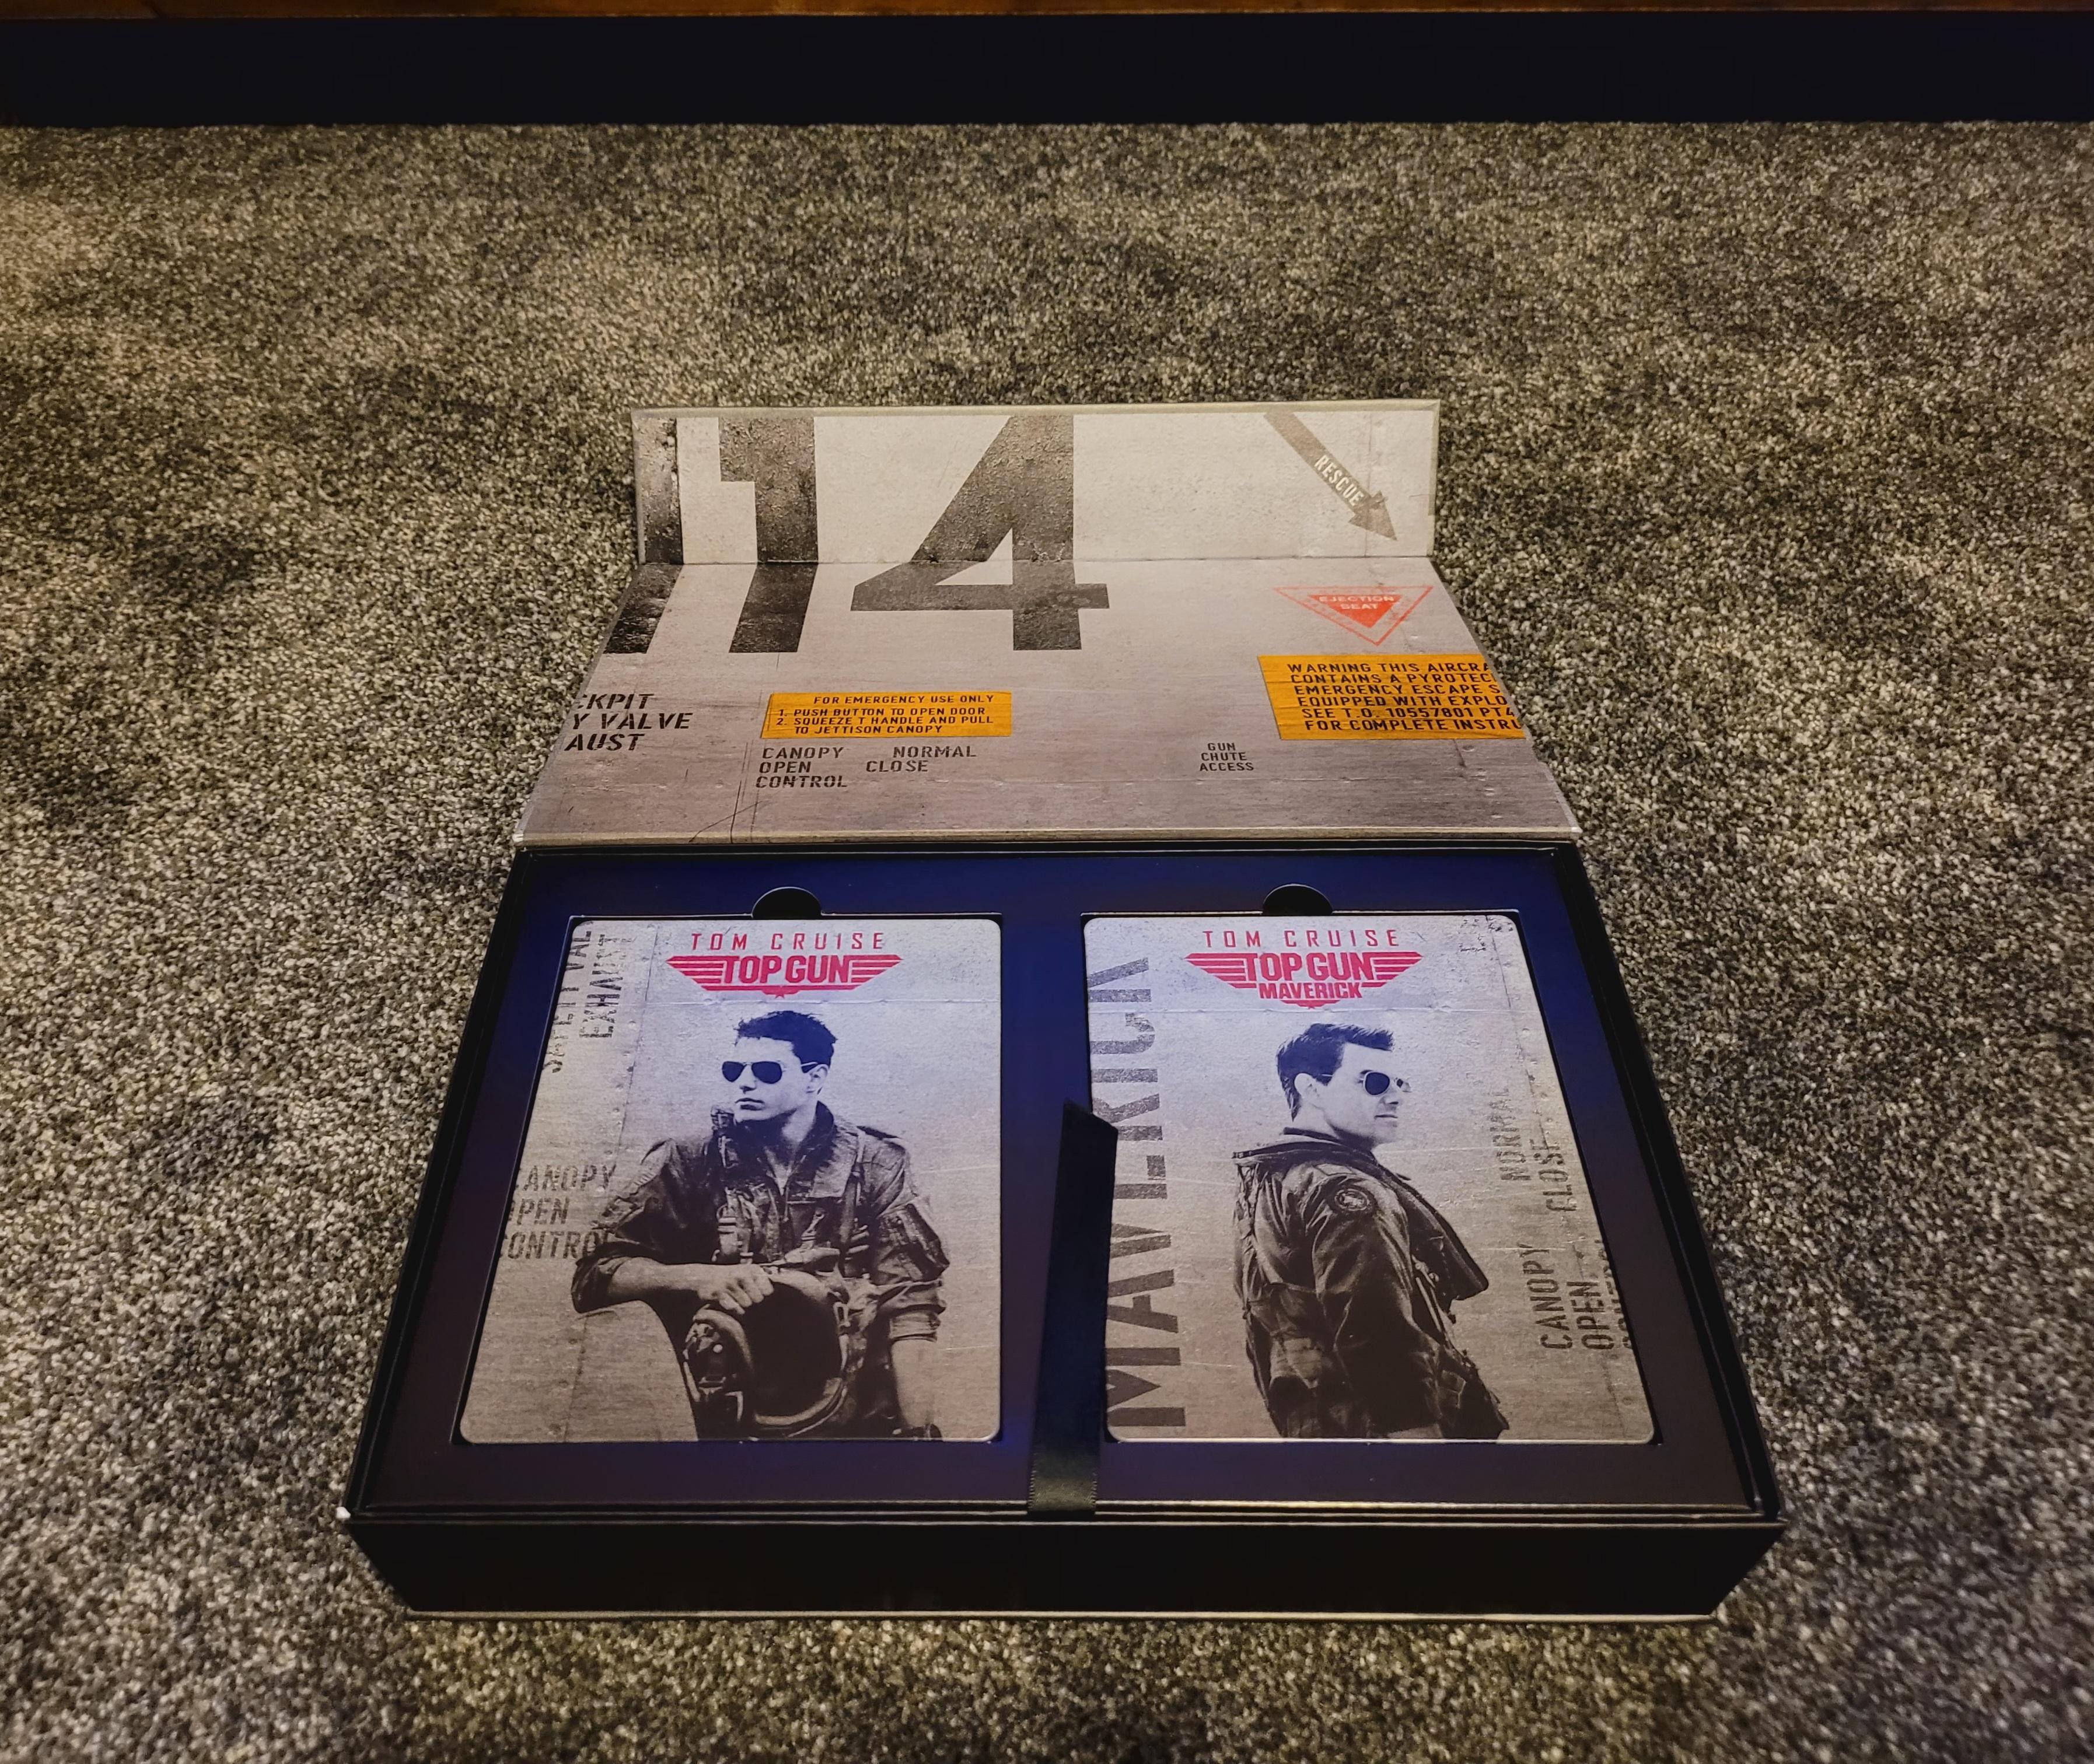 14
RESCUE
EJECTION
SEAT
CKPIT
Y VALVE
AUST
FOR EMERGENCY USE ONLY
1. PUSH BUTTON TO OPEN DOOR
2. SQUEEZE T HANDLE AND PULL
TO JETTISON CANOPY
CANOPY NORMAL
OPEN CLOSE
CONTROL
GUN
CHUTE
ACCESS
WARNING THIS AIRCRA
CONTAINS A PYROTEC
EMERGENCY ESCAPE S
EQUIPPED WITH EXPLO
SEE T.O. 10557801 PT4
FOR COMPLETE INSTRU
TOM CRUISE
TOP GUN
EXHAUST
CANOPY
OPEN
CONTROL
TOM CRUISE
TOP GUN
MAVERICK
MAVERICK
NORMAL
CLOSE
CANOPY
OPEN